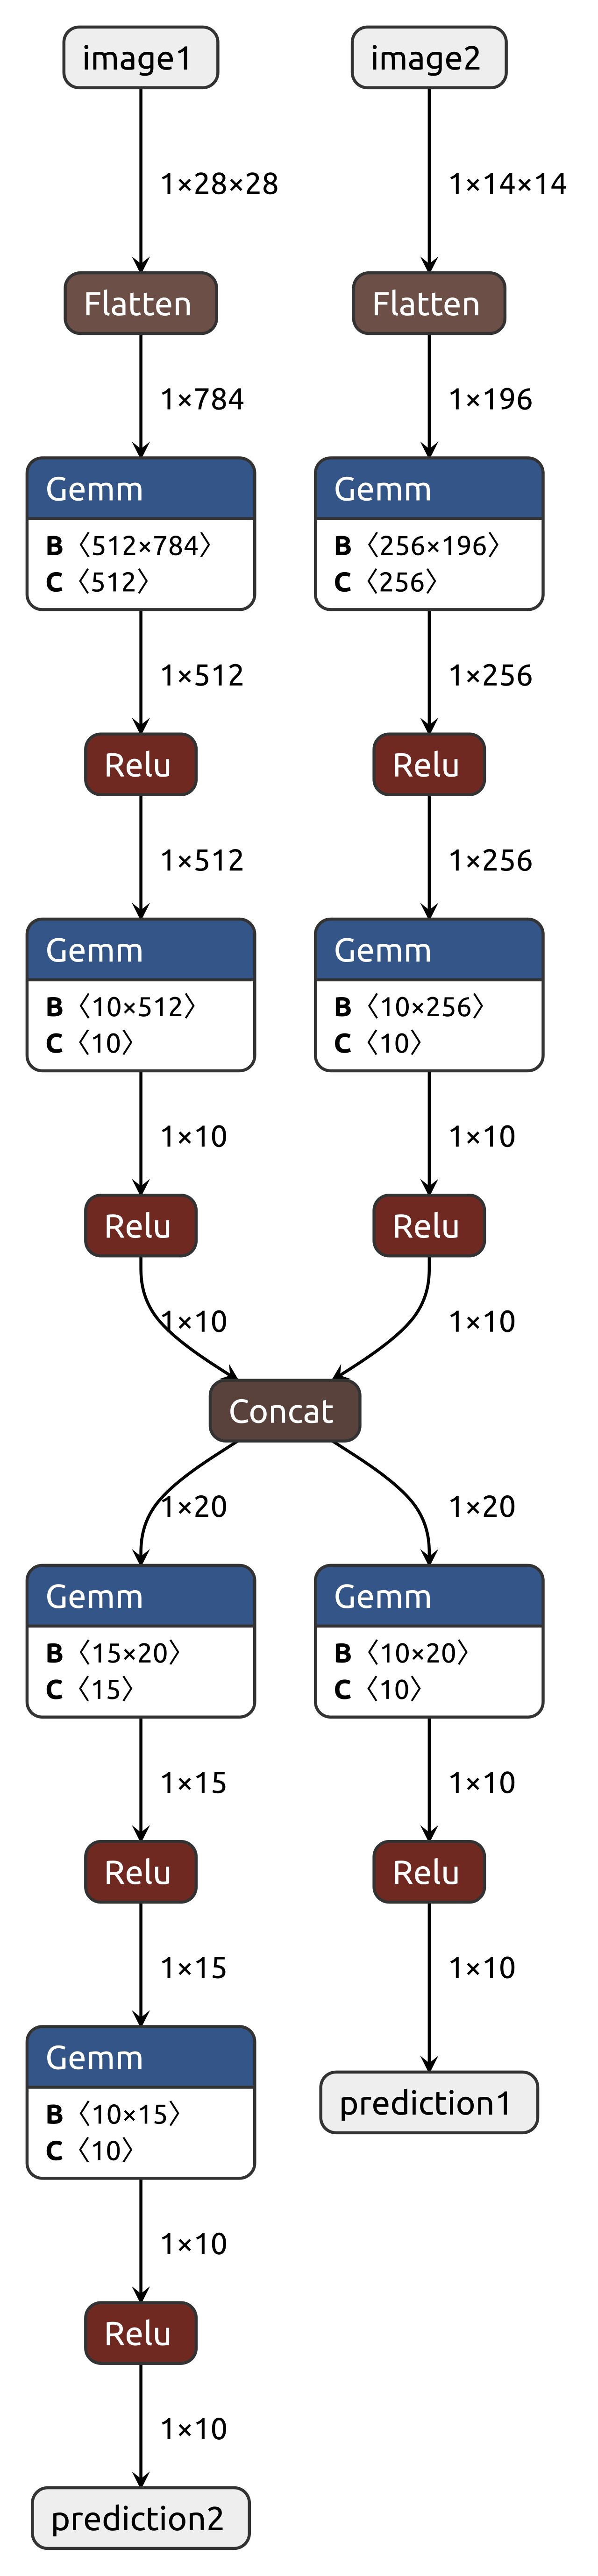 image1
image2
1×28×28
1×14×14
Flatten
Flatten
1×784
1×196
Gemm
B 〈512×784〉
C 〈512〉
Gemm
B 〈256×196〉
C 〈256〉
1×512
1×256
Relu
Relu
1×512
1×256
Gemm
B 〈10×512〉
C 〈10〉
Gemm
B 〈10×256〉
C 〈10〉
1×10
1×10
Relu
Relu
1×10
1×10
Concat
1×20
1×20
Gemm
B 〈15×20〉
C 〈15〉
Gemm
B 〈10×20〉
C 〈10〉
1×15
1×10
Relu
Relu
1×15
1×10
Gemm
B 〈10×15〉
C 〈10〉
prediction1
1×10
Relu
1×10
prediction2